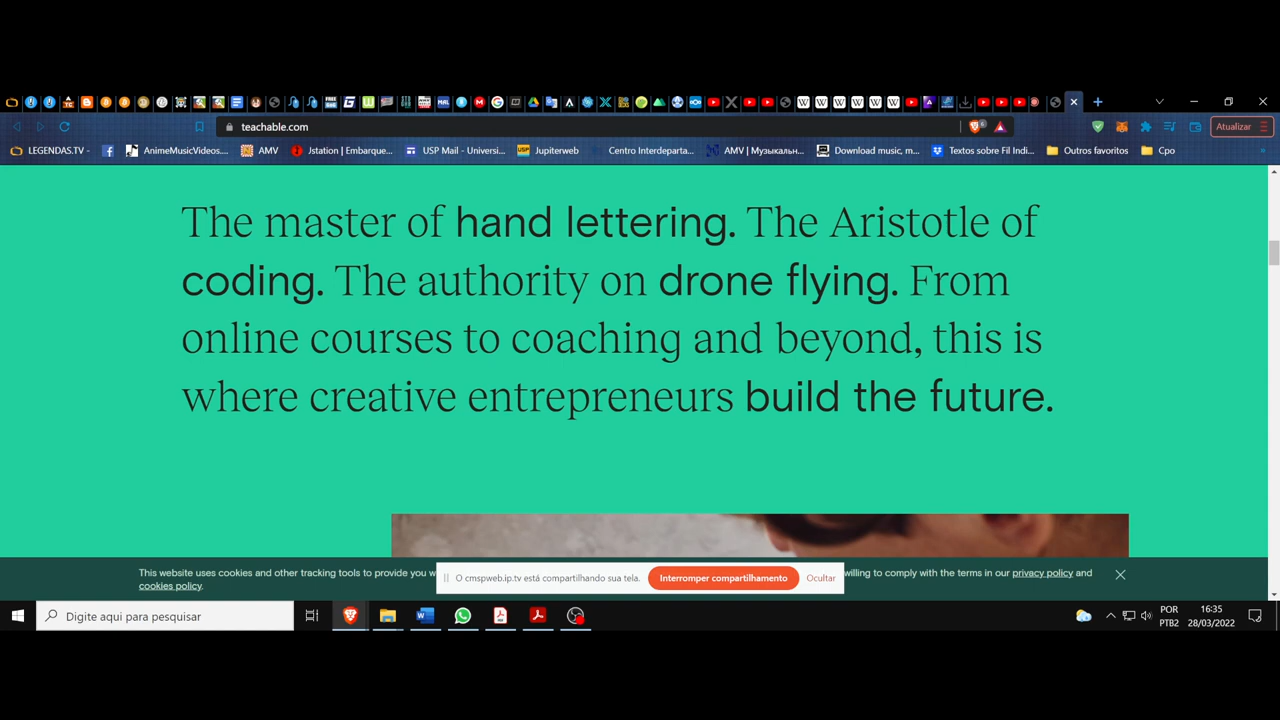 teachable.com
Atualizar
LEGENDAS.TV -
AnimeMusicVideos...
AMV
Jstation | Embarque...
USP Mail - Universi...
Jupiterweb
Centro Interdeparta...
AMV | Музыкальн...
Download music, m...
Textos sobre Fil Indi...
Outros favoritos
Cpo
The master of hand lettering. The Aristotle of
coding. The authority on drone flying. From
online courses to coaching and beyond, this is
where creative entrepreneurs build the future.
This website uses cookies and other tracking tools to provide you w
willing to comply with the terms in our privacy policy and
cookies policy.
O cmspweb.ip.tv está compartilhando sua tela.
Interromper compartilhamento
Ocultar
Digite aqui para pesquisar
POR
PTB2
16:35
28/03/2022